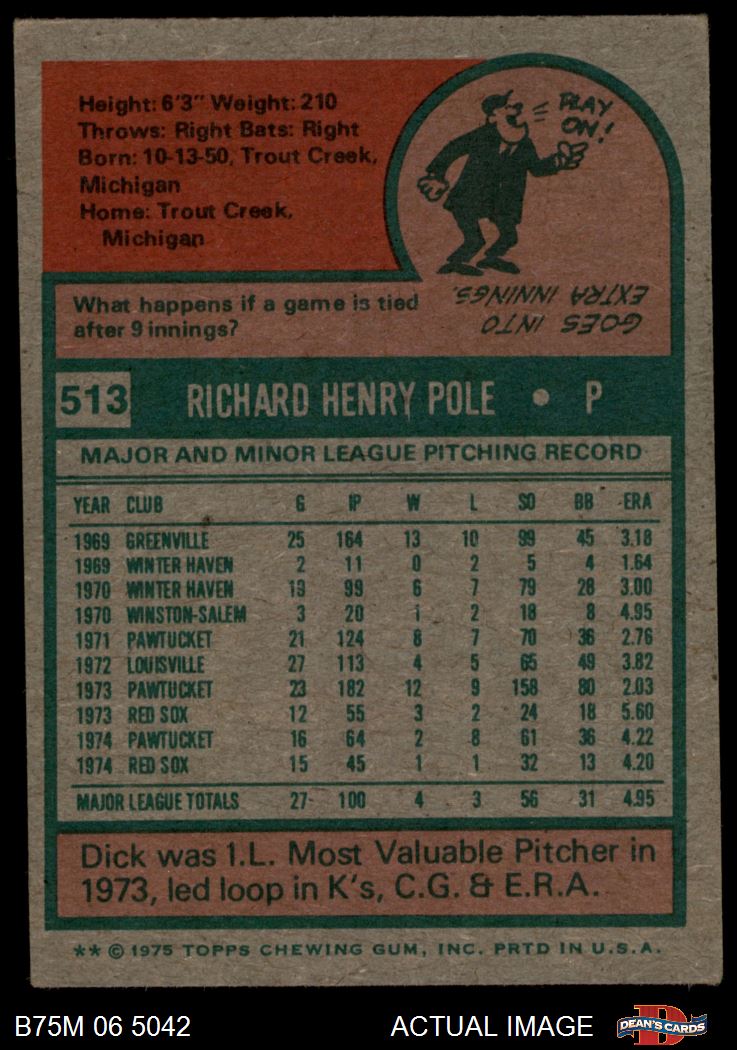 Height: 6'3" Weight: 210
Throws: Right Bats: Right
Born: 10-13-50, Trout Creek,
Michigan
Home: Trout Creek,
Michigan
PLAY
ON!
What happens if a game is tied
after 9 innings?
GOES INTO
EXTRA INNINGS.
513 RICHARD HENRY POLE • P
MAJOR AND MINOR LEAGUE PITCHING RECORD
YEAR CLUB G IP W L SO BB ERA
1969 GREENVILLE 25 164 13 10 99 45 3.18
1969 WINTER HAVEN 2 11 0 2 5 4 1.64
1970 WINTER HAVEN 19 99 6 7 79 28 3.00
1970 WINSTON-SALEM 3 20 1 2 18 8 4.95
1971 PAWTUCKET 21 124 8 7 70 36 2.76
1972 LOUISVILLE 27 113 4 5 65 49 3.82
1973 PAWTUCKET 23 182 12 9 158 80 2.03
1973 RED SOX 12 55 3 2 24 18 5.60
1974 PAWTUCKET 16 64 2 8 61 36 4.22
1974 RED SOX 15 45 1 1 32 13 4.20
MAJOR LEAGUE TOTALS 27 100 4 3 56 31 4.95
Dick was I.L. Most Valuable Pitcher in
1973, led loop in K's, C.G. & E.R.A.
** © 1975 TOPPS CHEWING GUM, INC. PRTD IN U.S.A.
B75M 06 5042 ACTUAL IMAGE D DEAN'S CARDS